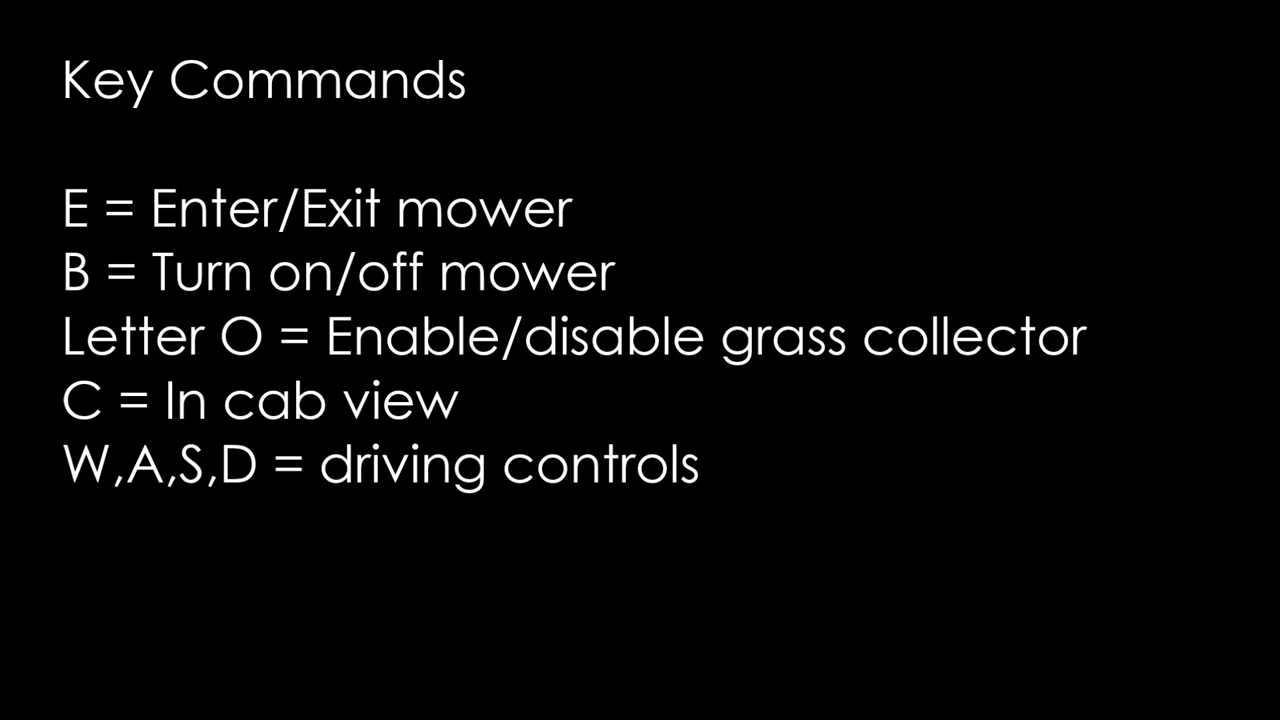 Key Commands
E = Enter/Exit mower
B = Turn on/off mower
Letter O = Enable/disable grass collector
C = In cab view
W,A,S,D = driving controls